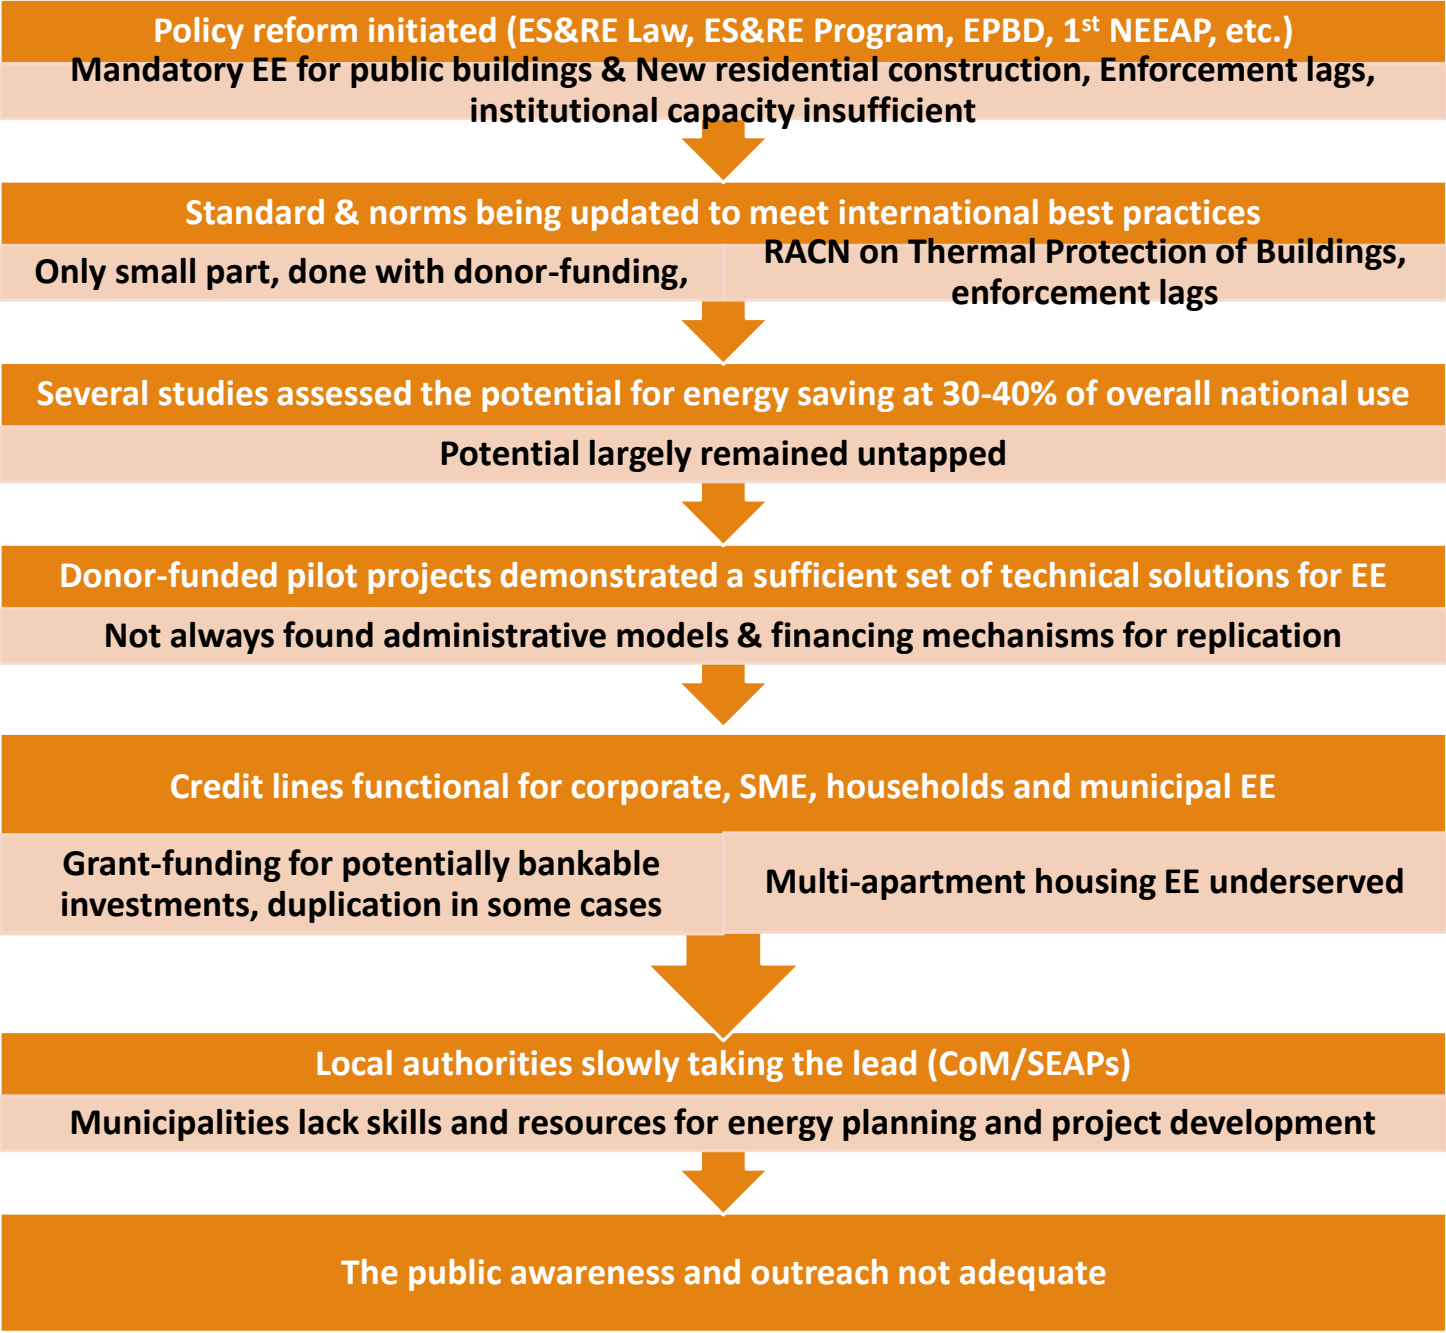 Policy reform initiated (ES&RE Law, ES&RE Program, EPBD, 1st NEEAP, etc.)
Mandatory EE for public buildings & New residential construction, Enforcement lags,
institutional capacity insufficient
Standard & norms being updated to meet international best practices
Only small part, done with donor-funding,
RACN on Thermal Protection of Buildings,
enforcement lags
Several studies assessed the potential for energy saving at 30-40% of overall national use
Potential largely remained untapped
Donor-funded pilot projects demonstrated a sufficient set of technical solutions for EE
Not always found administrative models & financing mechanisms for replication
Credit lines functional for corporate, SME, households and municipal EE
Grant-funding for potentially bankable
investments, duplication in some cases
Multi-apartment housing EE underserved
Local authorities slowly taking the lead (CoM/SEAPs)
Municipalities lack skills and resources for energy planning and project development
The public awareness and outreach not adequate